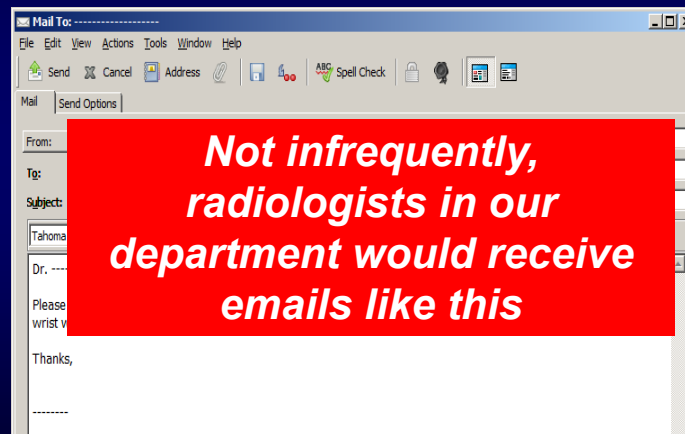 Mail To: -------------------
File Edit View Actions Tools Window Help
Send Cancel Address ABC Spell Check
Mail Send Options
From:
To:
Subject:
Tahoma
Not infrequently,
radiologists in our
department would receive
emails like this
Dr. ----
Please
wrist
Thanks,
--------